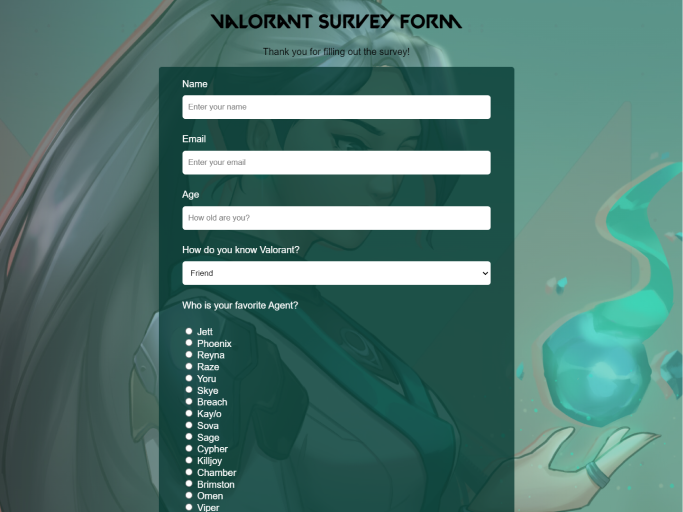 VALORANT SURVEY FORM
Thank you for filling out the survey!
Name
Enter your name
Email
Enter your email
Age
How old are you?
How do you know Valorant?
Friend
Who is your favorite Agent?
Jett
Phoenix
Reyna
Raze
Yoru
Skye
Breach
Kay/o
Sova
Sage
Cypher
Killjoy
Chamber
Brimston
Omen
Viper